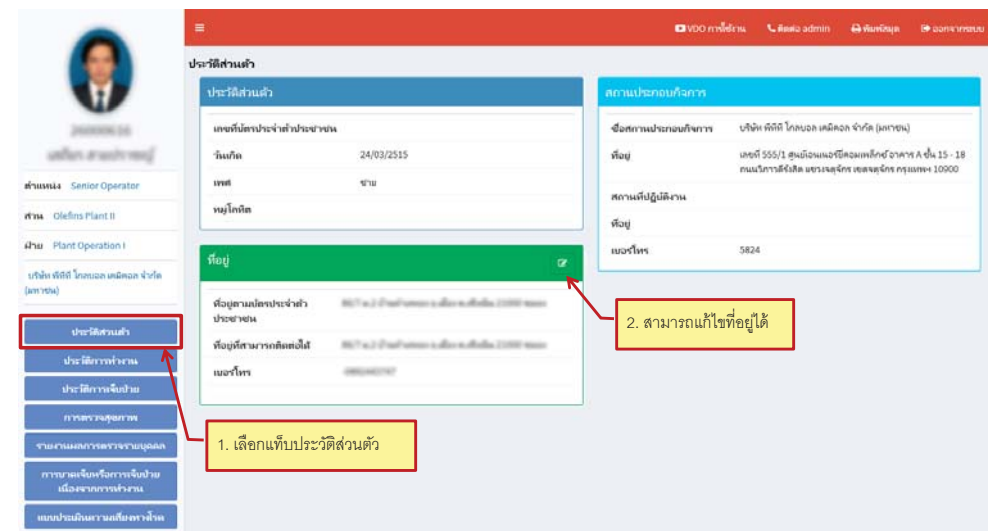 VDO การใช้งาน ติดต่อ admin พิมพ์ข้อมูล ออกจากระบบ
ประวัติส่วนตัว
ตำแหน่ง Senior Operator
ส่วน Olefins Plant II
ฝ่าย Plant Operation I
บริษัท พีทีที โกลบอล เคมิคอล จำกัด
(มหาชน)
ประวัติส่วนตัว
ประวัติการทำงาน
ประวัติการเจ็บป่วย
การตรวจสุขภาพ
รายงานผลการตรวจรายบุคคล
การบาดเจ็บหรือการเจ็บป่วย
เนื่องจากการทำงาน
แบบประเมินความเสี่ยงทางโรค
ประวัติส่วนตัว
เลขที่บัตรประจำตัวประชาชน
วันเกิด 24/03/2515
เพศ ชาย
หมู่โลหิต
ที่อยู่
ที่อยู่ตามบัตรประจำตัว
ประชาชน
ที่อยู่ที่สามารถติดต่อได้
เบอร์โทร
สถานประกอบกิจการ
ชื่อสถานประกอบกิจการ บริษัท พีทีที โกลบอล เคมิคอล จำกัด (มหาชน)
ที่อยู่ เลขที่ 555/1 ศูนย์เอนเนอร์ยี่คอมเพล็กซ์ อาคาร A ชั้น 15 - 18
ถนนวิภาวดีรังสิต แขวงจตุจักร เขตจตุจักร กรุงเทพฯ 10900
สถานที่ปฏิบัติงาน
ที่อยู่
เบอร์โทร 5824
2. สามารถแก้ไขที่อยู่ได้
1. เลือกแท็บประวัติส่วนตัว